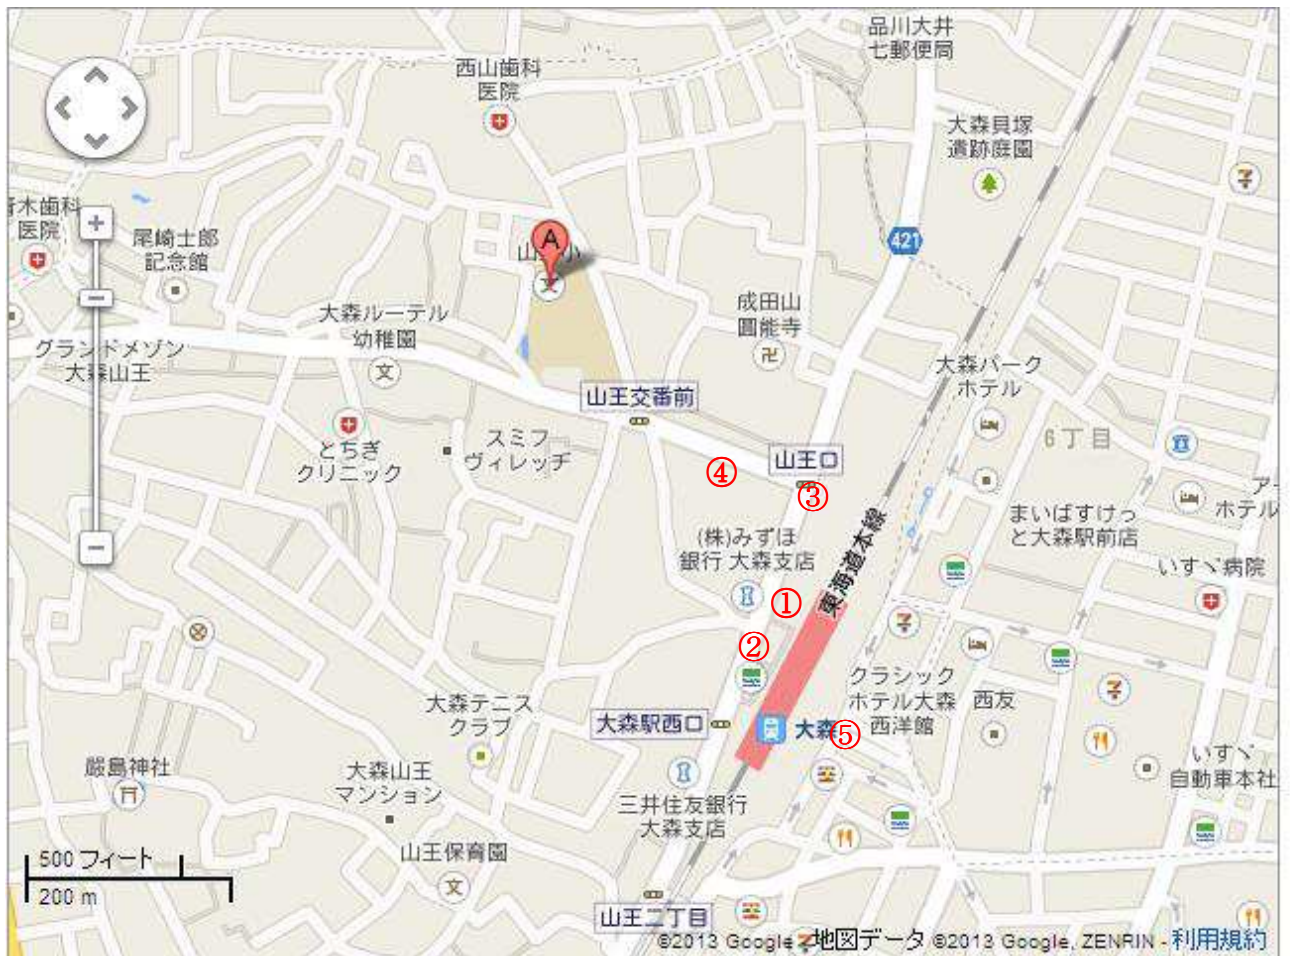 品川大井
七郵便局
西山歯科
医院
大森貝塚
遺跡庭園
青木歯科
医院
尾崎士郎
記念館
421
A
山王小
文
大森ルーテル
幼稚園
文
成田山
圓能寺
卍
グランドメゾン
大森山王
大森パーク
ホテル
山王交番前
6丁目
とちぎ
クリニック
スミフ
ヴィレッヂ
山王口
④
③
アー
ホテル
まいばすけっ
と大森駅前店
(株)みずほ
銀行 大森支店
東海道本線
いすゞ病院
①
②
クラシック
ホテル大森
西洋館
西友
大森テニス
クラブ
大森駅西口
大森
⑤
いすゞ
自動車本社
嚴島神社
大森山王
マンション
三井住友銀行
大森支店
山王保育園
文
500 フィート
200 m
山王二丁目
©2013 Google 地図データ ©2013 Google, ZENRIN - 利用規約